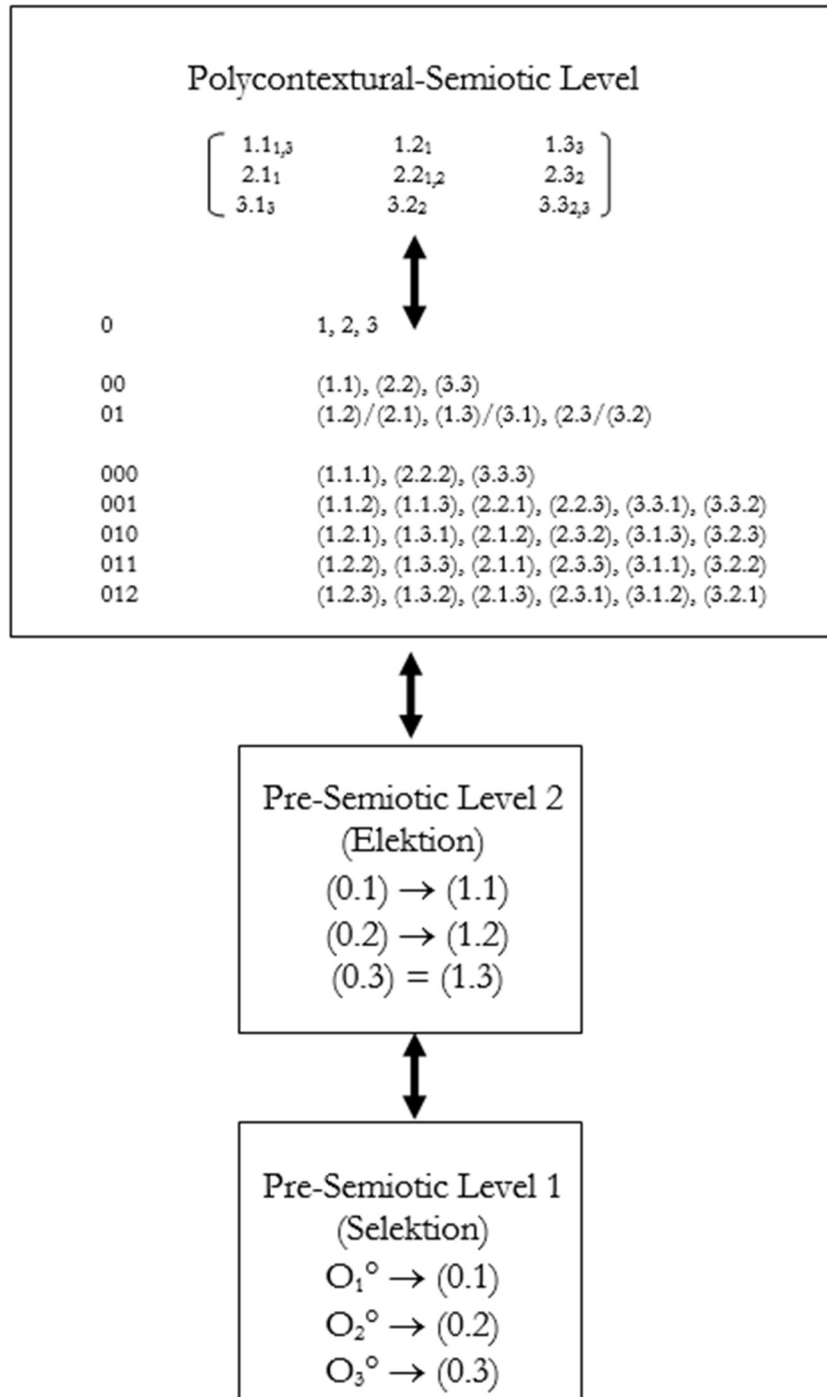 Polycontextural-Semiotic Level
1.1₁,₃ 1.2₁ 1.3₃
2.1₁ 2.2₁,₂ 2.3₂
3.1₃ 3.2₂ 3.3₂,₃
0 1, 2, 3
00 (1.1), (2.2), (3.3)
01 (1.2)/(2.1), (1.3)/(3.1), (2.3/(3.2)
000 (1.1.1), (2.2.2), (3.3.3)
001 (1.1.2), (1.1.3), (2.2.1), (2.2.3), (3.3.1), (3.3.2)
010 (1.2.1), (1.3.1), (2.1.2), (2.3.2), (3.1.3), (3.2.3)
011 (1.2.2), (1.3.3), (2.1.1), (2.3.3), (3.1.1), (3.2.2)
012 (1.2.3), (1.3.2), (2.1.3), (2.3.1), (3.1.2), (3.2.1)
Pre-Semiotic Level 2
(Elektion)
(0.1) → (1.1)
(0.2) → (1.2)
(0.3) = (1.3)
Pre-Semiotic Level 1
(Selektion)
O₁° → (0.1)
O₂° → (0.2)
O₃° → (0.3)